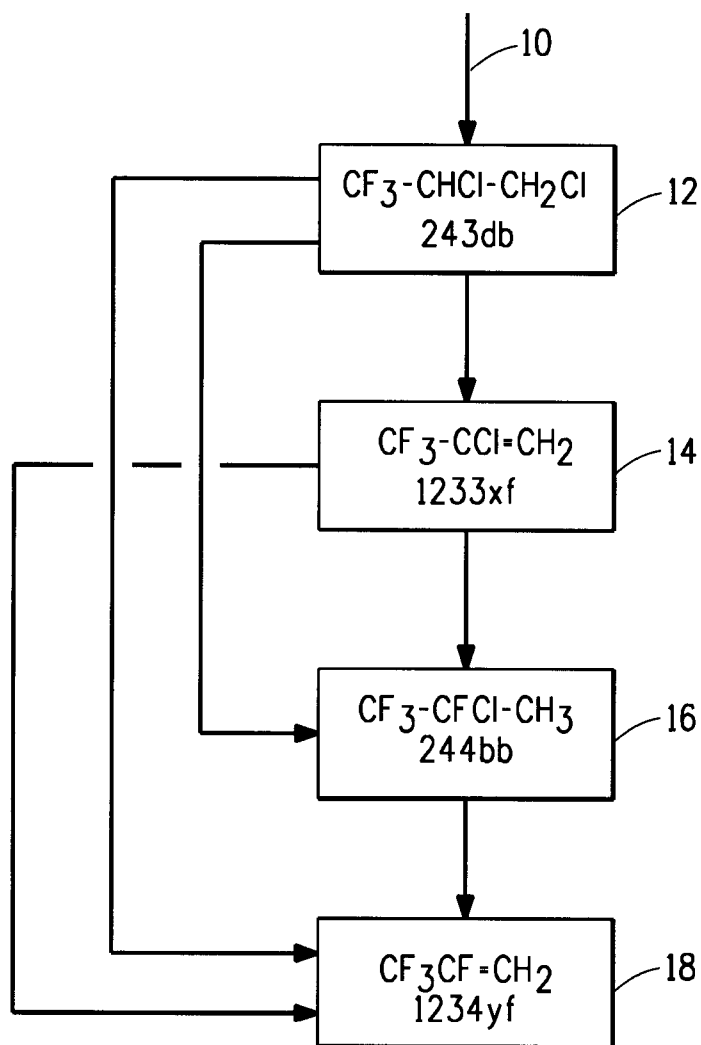 10
CF₃-CHCl-CH₂Cl
243db
12
CF₃-CCl=CH₂
1233xf
14
CF₃-CFCl-CH₃
244bb
16
CF₃CF=CH₂
1234yf
18